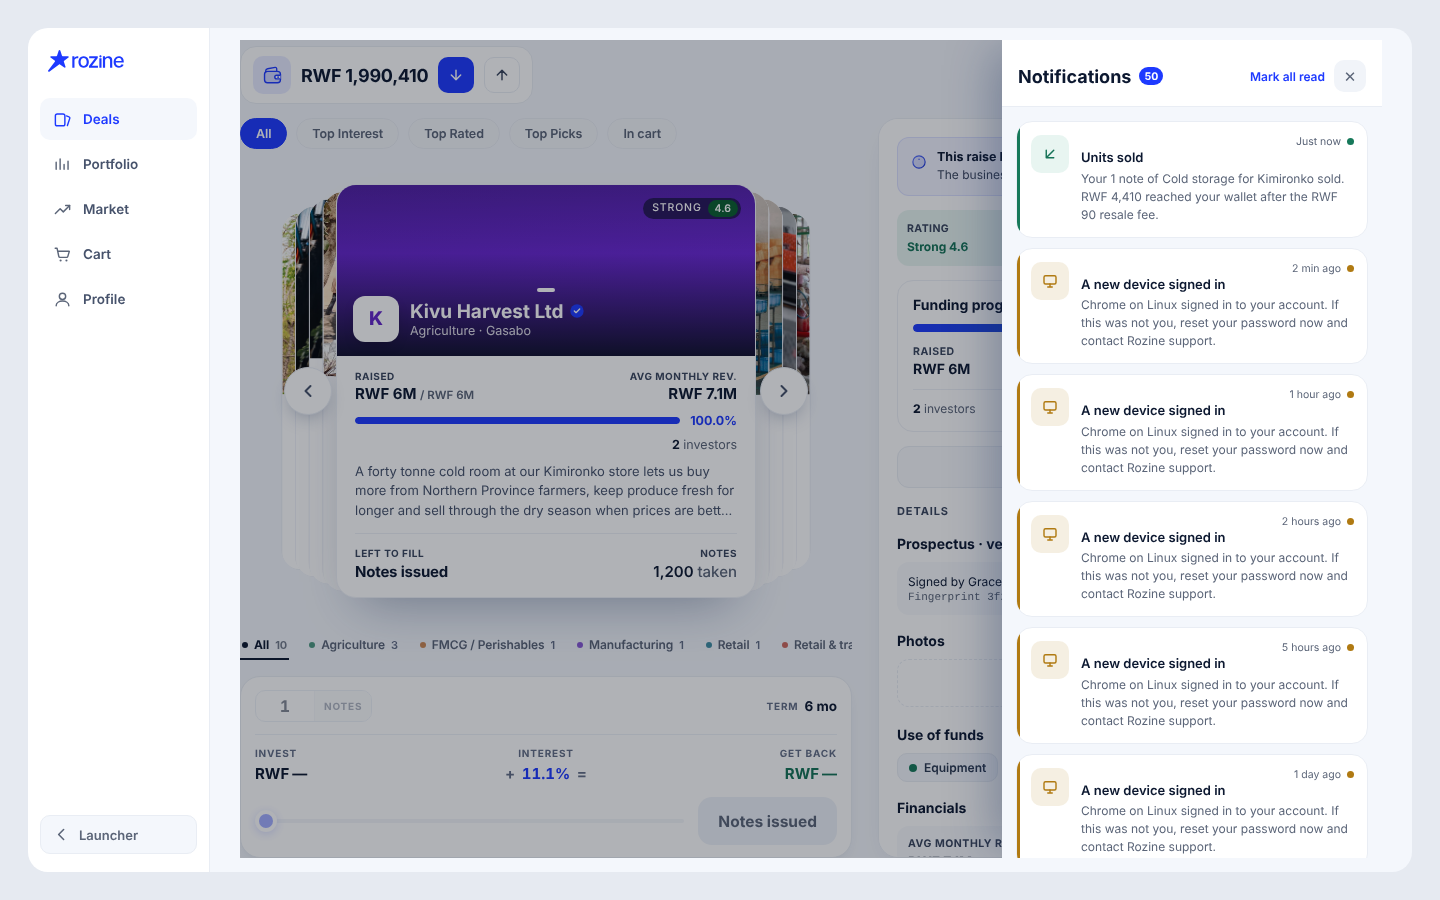 rozine
Deals
Portfolio
Market
Cart
Profile
Launcher
RWF 1,990,410
All
Top Interest
Top Rated
Top Picks
In cart
STRONG 4.6
K
Kivu Harvest Ltd
Agriculture · Gasabo
RAISED
AVG MONTHLY REV.
RWF 6M / RWF 6M
RWF 7.1M
100.0%
2 investors
A forty tonne cold room at our Kimironko store lets us buy
more from Northern Province farmers, keep produce fresh for
longer and sell through the dry season when prices are bett...
LEFT TO FILL
NOTES
Notes issued
1,200 taken
All 10
Agriculture 3
FMCG / Perishables 1
Manufacturing 1
Retail 1
Retail & tra
1 NOTES
TERM 6 mo
INVEST
INTEREST
GET BACK
RWF —
+ 11.1% =
RWF —
Notes issued
This raise
The busines
RATING
Strong 4.6
Funding prog
RAISED
RWF 6M
2 investors
DETAILS
Prospectus · ve
Signed by Grace
Fingerprint 3f
Photos
Use of funds
Equipment
Financials
AVG MONTHLY R
Notifications 50
Mark all read
Just now
Units sold
Your 1 note of Cold storage for Kimironko sold.
RWF 4,410 reached your wallet after the RWF
90 resale fee.
2 min ago
A new device signed in
Chrome on Linux signed in to your account. If
this was not you, reset your password now and
contact Rozine support.
1 hour ago
A new device signed in
Chrome on Linux signed in to your account. If
this was not you, reset your password now and
contact Rozine support.
2 hours ago
A new device signed in
Chrome on Linux signed in to your account. If
this was not you, reset your password now and
contact Rozine support.
5 hours ago
A new device signed in
Chrome on Linux signed in to your account. If
this was not you, reset your password now and
contact Rozine support.
1 day ago
A new device signed in
Chrome on Linux signed in to your account. If
this was not you, reset your password now and
contact Rozine support.